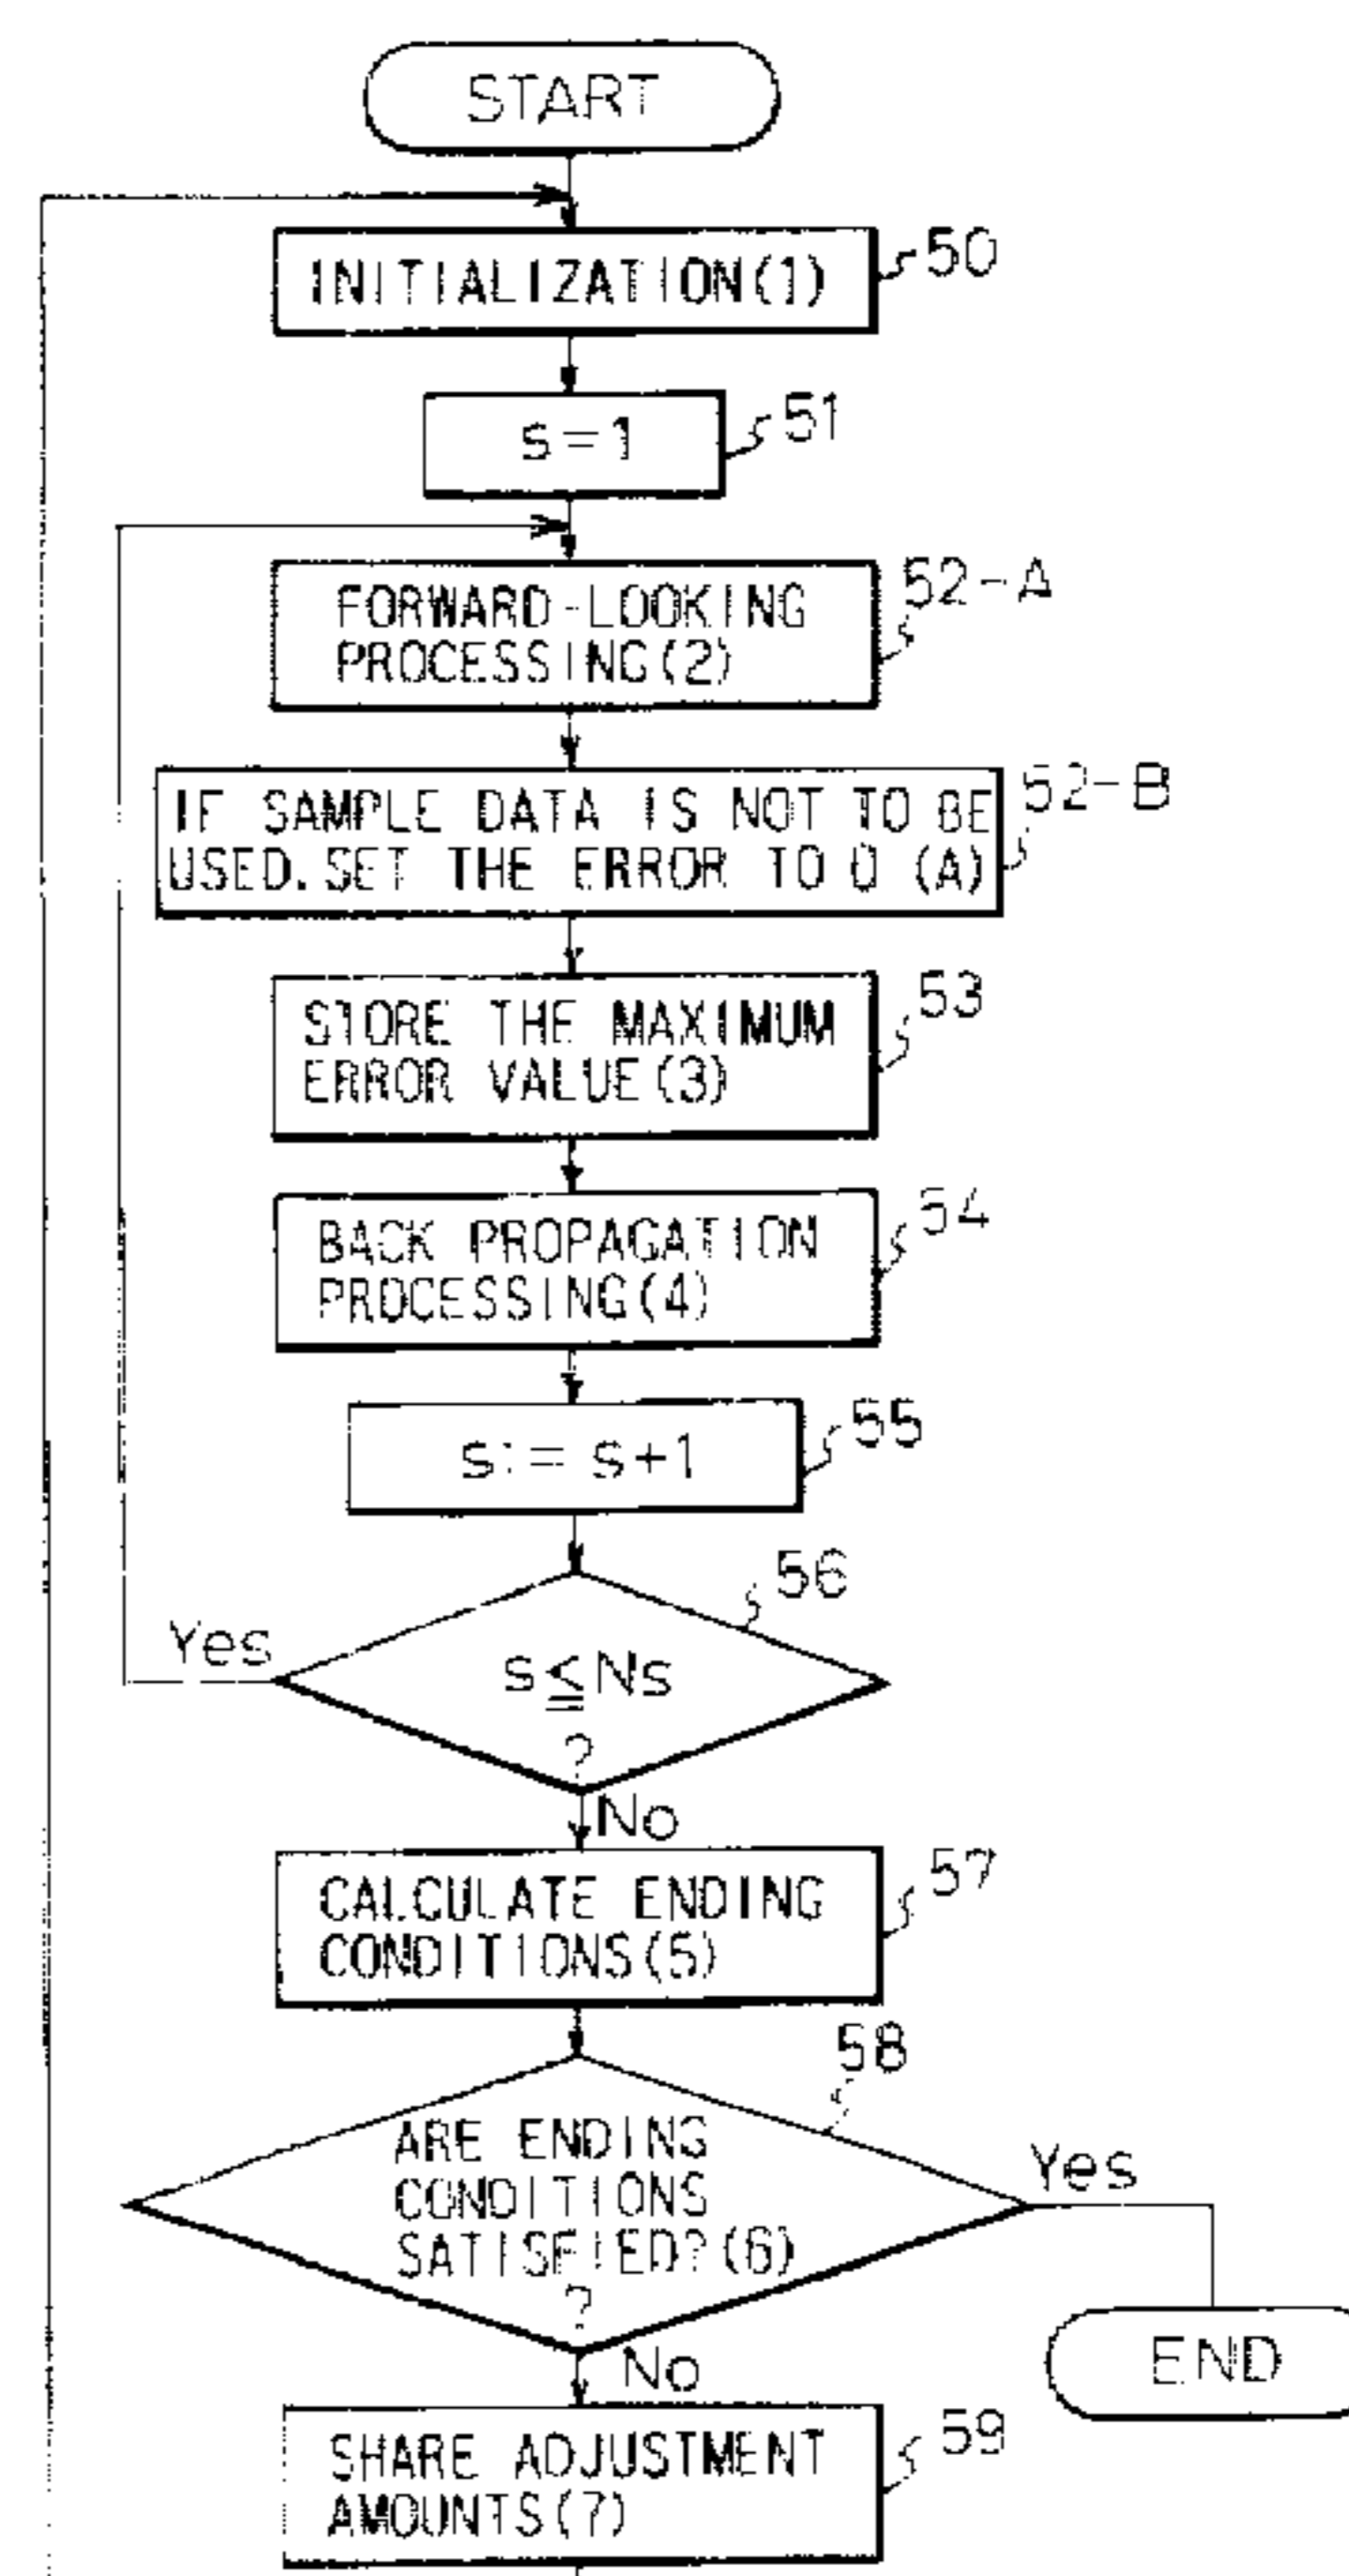 START
INITIALIZATION(1)
50
s=1
51
FORWARD-LOOKING
PROCESSING(2)
52-A
IF SAMPLE DATA IS NOT TO BE
USED.SET THE ERROR TO 0 (A)
52-B
STORE THE MAXIMUM
ERROR VALUE(3)
53
BACK PROPAGATION
PROCESSING(4)
54
s:= s+1
55
56
Yes
s≦Ns
?
No
CALCULATE ENDING
CONDITIONS(5)
57
58
ARE ENDING
CONDITIONS
SATISFIED?(6)
?
Yes
No
END
SHARE ADJUSTMENT
AMOUNTS(7)
59